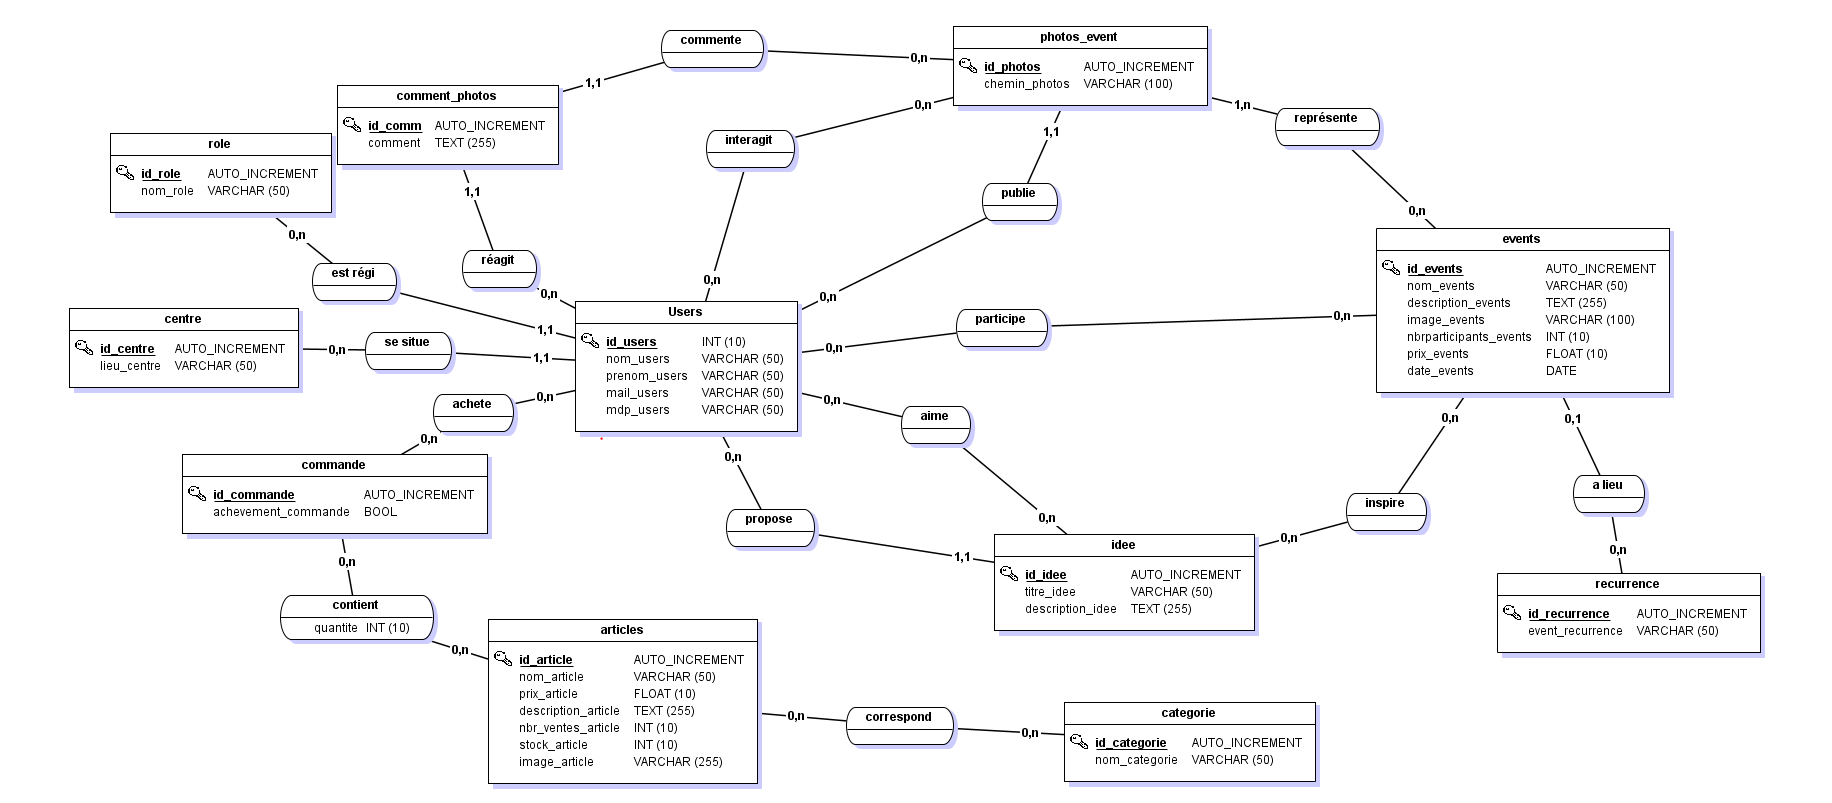 commente
0,n
1,1
photos_event
id_photos AUTO_INCREMENT
chemin_photos VARCHAR (100)
comment_photos
id_comm AUTO_INCREMENT
comment TEXT (255)
0,n
interagit
0,n
1,1
publie
0,n
1,n
représente
0,n
role
id_role AUTO_INCREMENT
nom_role VARCHAR (50)
0,n
est régi
1,1
1,1
réagit
0,n
events
id_events AUTO_INCREMENT
nom_events VARCHAR (50)
description_events TEXT (255)
image_events VARCHAR (100)
nbrparticipants_events INT (10)
prix_events FLOAT (10)
date_events DATE
centre
id_centre AUTO_INCREMENT
lieu_centre VARCHAR (50)
0,n
se situe
1,1
Users
id_users INT (10)
nom_users VARCHAR (50)
prenom_users VARCHAR (50)
mail_users VARCHAR (50)
mdp_users VARCHAR (50)
0,n
participe
0,n
achete
0,n
0,n
0,n
aime
0,n
0,n
propose
1,1
0,n
inspire
0,n
0,1
a lieu
0,n
commande
id_commande AUTO_INCREMENT
achevement_commande BOOL
0,n
contient
quantite INT (10)
0,n
idee
id_idee AUTO_INCREMENT
titre_idee VARCHAR (50)
description_idee TEXT (255)
recurrence
id_recurrence AUTO_INCREMENT
event_recurrence VARCHAR (50)
articles
id_article AUTO_INCREMENT
nom_article VARCHAR (50)
prix_article FLOAT (10)
description_article TEXT (255)
nbr_ventes_article INT (10)
stock_article INT (10)
image_article VARCHAR (255)
0,n
correspond
0,n
categorie
id_categorie AUTO_INCREMENT
nom_categorie VARCHAR (50)